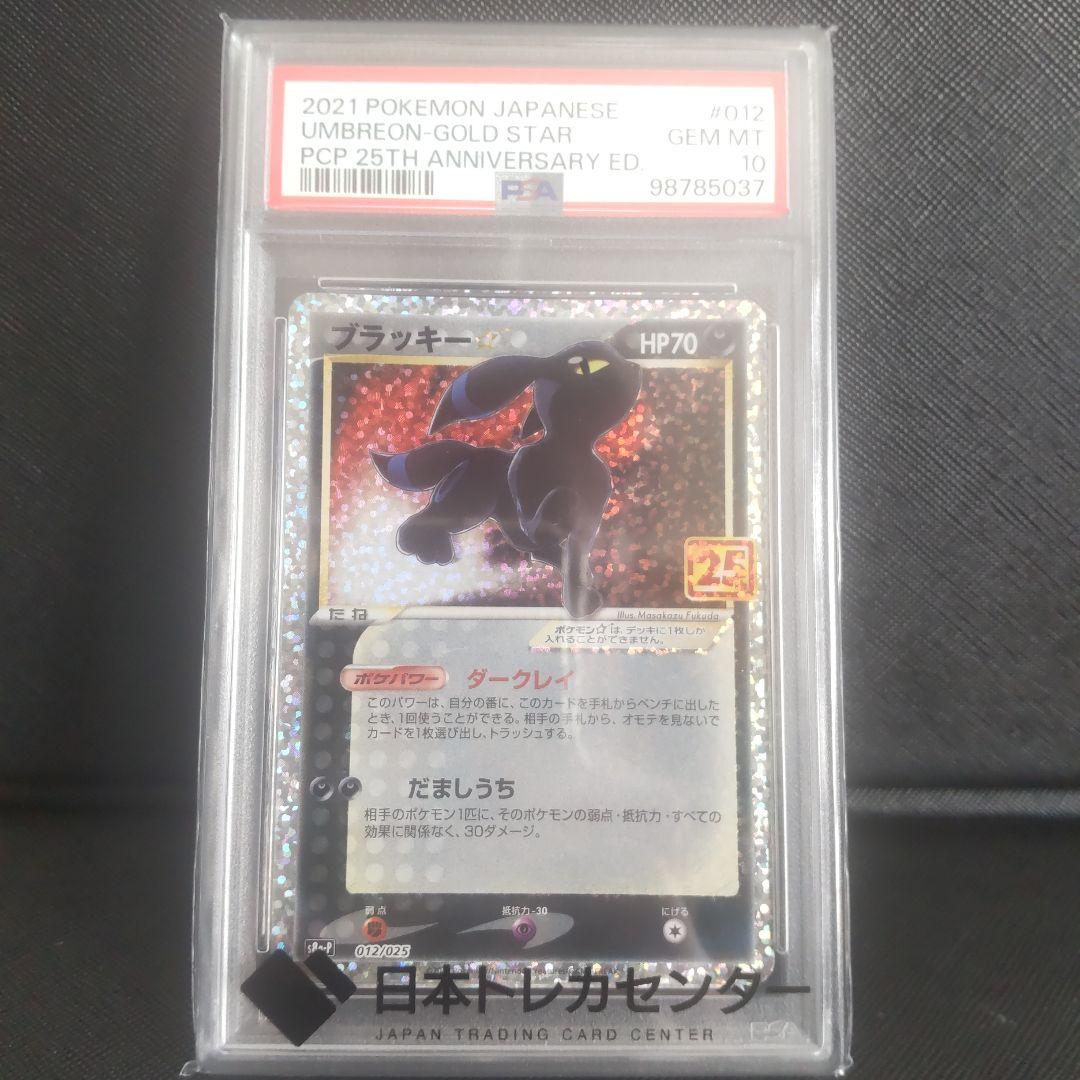 2021 POKEMON JAPANESE #012
UMBREON-GOLD STAR GEM MT
PCP 25TH ANNIVERSARY ED. 10
PSA 98785037
ブラッキー☆ HP70
25
たね
Illus. Masakazu Fukuda
ポケモン☆は、デッキに1枚しか
入れることができません。
ポケパワー ダークレイ
このパワーは、自分の番に、このカードを手札からベンチに出した
とき、1回使うことができる。相手の手札から、オモテを見ないで
カードを1枚選び出し、トラッシュする。
だましうち
相手のポケモン1匹に、そのポケモンの弱点・抵抗力・すべての
効果に関係なく、30ダメージ。
弱点 抵抗力-30 にげる
s8a-P 012/025
日本トレカセンター
JAPAN TRADING CARD CENTER